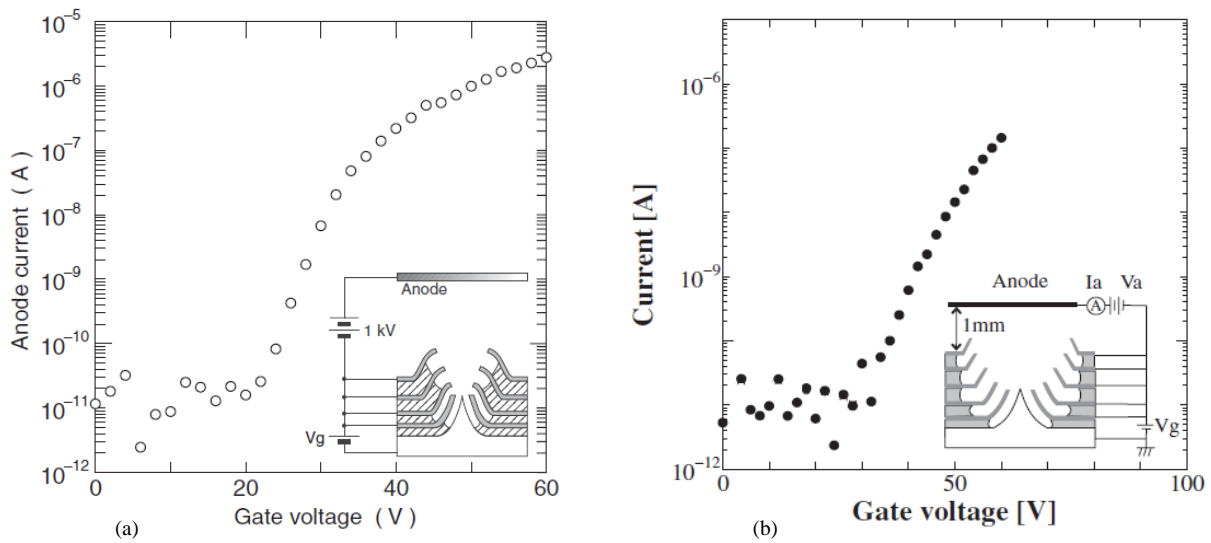 10⁻⁵
10⁻⁶
10⁻⁷
10⁻⁸
10⁻⁹
10⁻¹⁰
10⁻¹¹
10⁻¹²
Anode current ( A )
0
20
40
60
Gate voltage ( V )
Anode
1 kV
Vg
(a)
10⁻⁶
10⁻⁹
10⁻¹²
Current [A]
0
50
100
Gate voltage [V]
Anode
Ia
Va
A
1mm
Vg
(b)